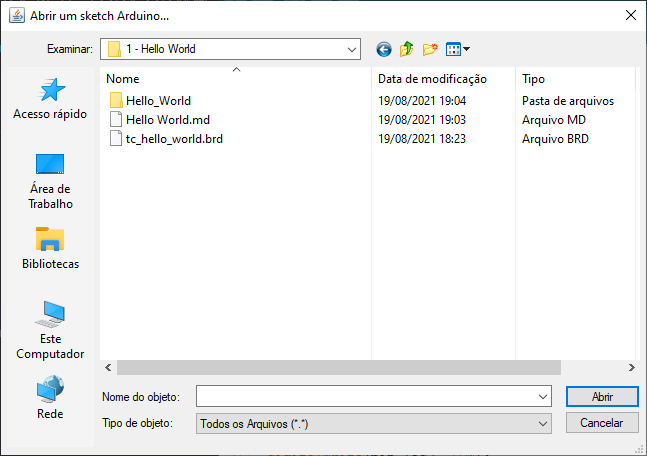 Abrir um sketch Arduino...
Examinar: 1 - Hello World
Acesso rápido
Área de
Trabalho
Bibliotecas
Este
Computador
Rede
Nome Data de modificação Tipo
Hello_World 19/08/2021 19:04 Pasta de arquivos
Hello World.md 19/08/2021 19:03 Arquivo MD
tc_hello_world.brd 19/08/2021 18:23 Arquivo BRD
Nome do objeto: Abrir
Tipo de objeto: Todos os Arquivos (*.*) Cancelar